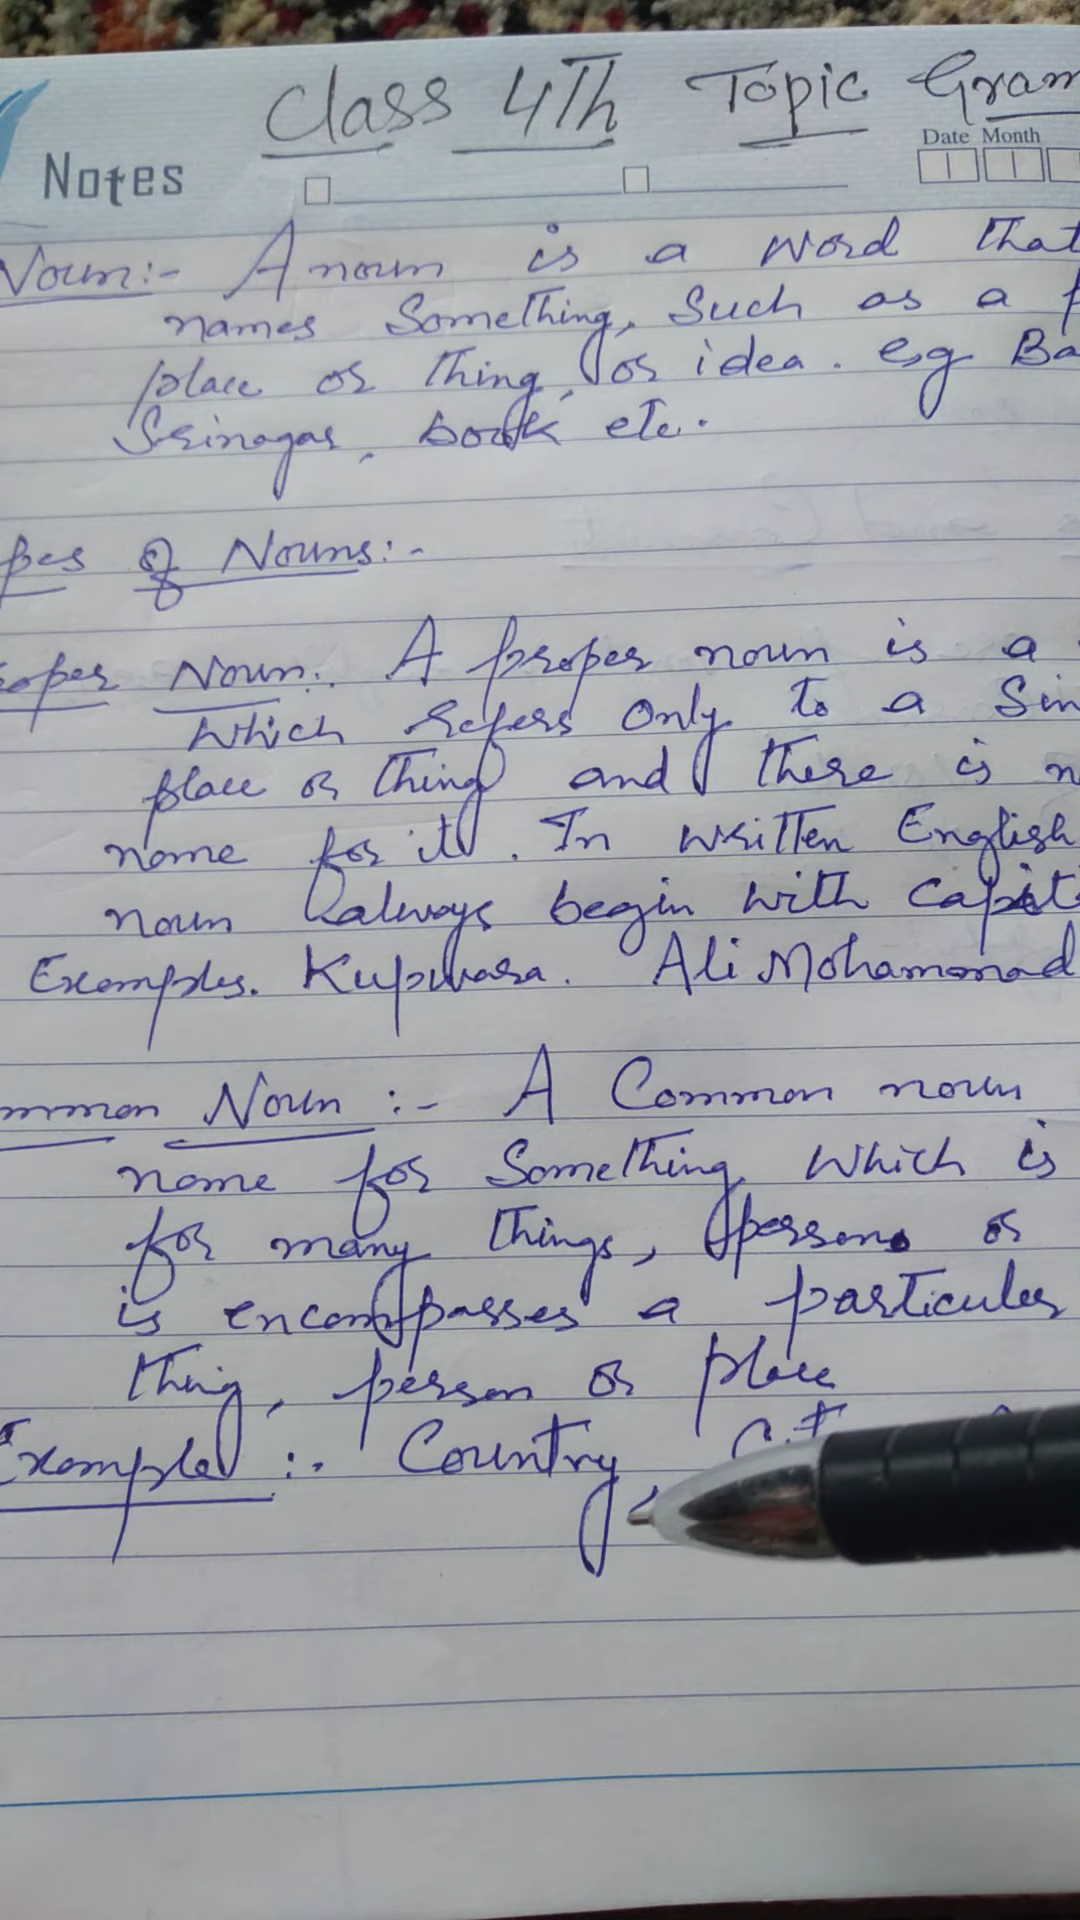 Class 4Th Topic Gram
Date Month
Notes
Noun:- A noun is a word that
names Something, Such as a p
place or thing, or idea. eg Ba
Srinagar, book etc.
pes of Nouns:-
oper Noun:. A proper noun is a
which refers only to a Sin
place or thing and there is n
name for it. In written English
noun always begin with Capit
Examples. Kupwara. Ali Mohammad
mmon Noun :- A Common noun
name for Something which is
for many things, person or
is encompasses a particular
thing, person or place
Example :- Country,